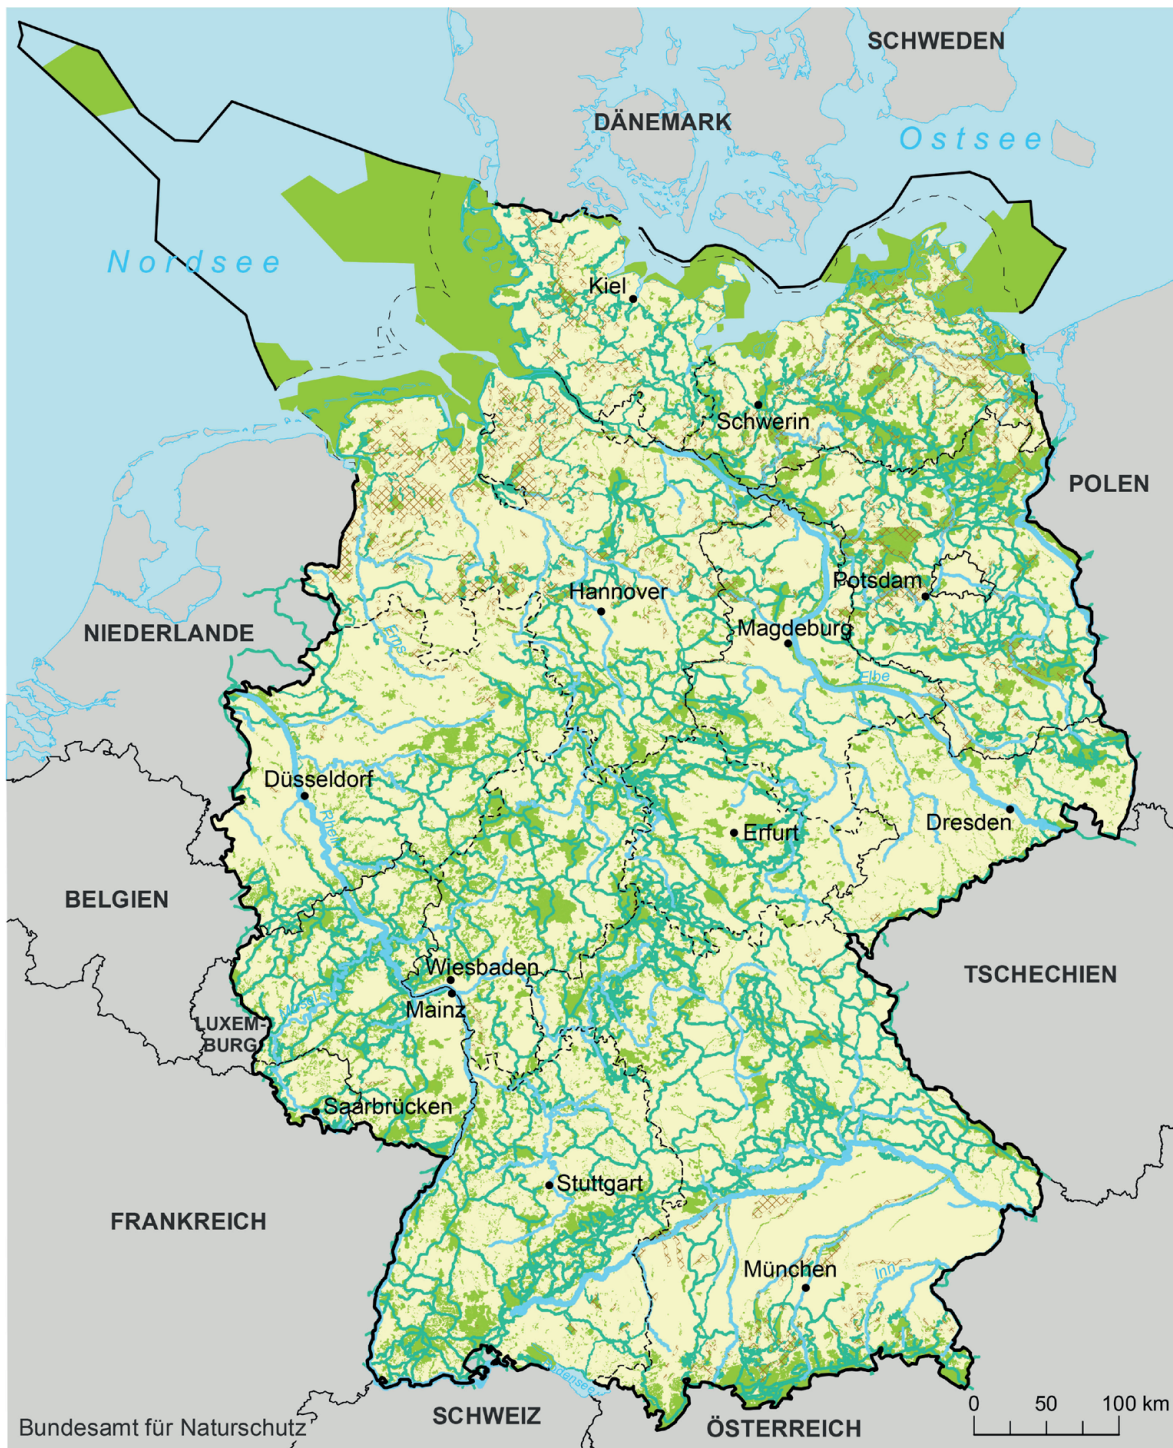 SCHWEDEN
DÄNEMARK
Ostsee
Nordsee
Kiel
Schwerin
POLEN
Potsdam
Hannover
NIEDERLANDE
Magdeburg
Ems
Elbe
Düsseldorf
Rhein
Dresden
Erfurt
BELGIEN
Wiesbaden
TSCHECHIEN
Mainz
LUXEM-
BURG
Saarbrücken
Stuttgart
FRANKREICH
München
Inn
0 50 100 km
SCHWEIZ
Bundesamt für Naturschutz
ÖSTERREICH